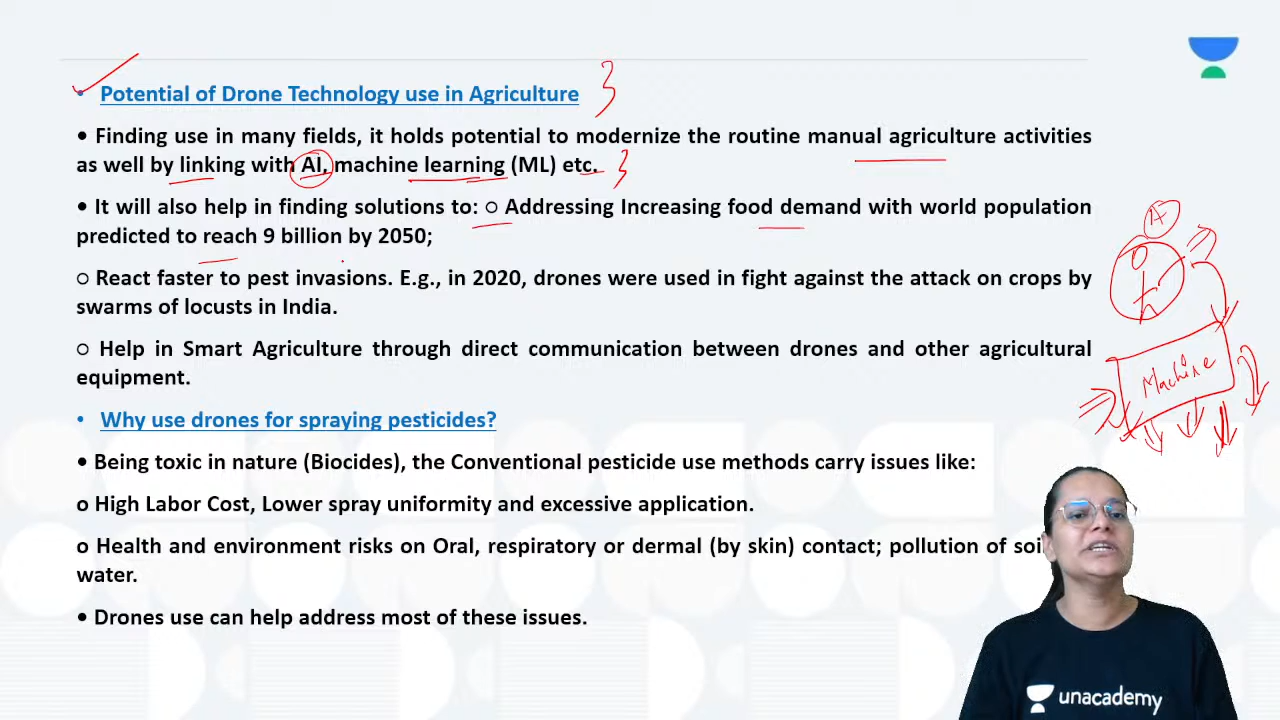 • Potential of Drone Technology use in Agriculture
• Finding use in many fields, it holds potential to modernize the routine manual agriculture activities
as well by linking with AI, machine learning (ML) etc.
• It will also help in finding solutions to: ○ Addressing Increasing food demand with world population
predicted to reach 9 billion by 2050;
○ React faster to pest invasions. E.g., in 2020, drones were used in fight against the attack on crops by
swarms of locusts in India.
○ Help in Smart Agriculture through direct communication between drones and other agricultural
equipment.
Machine
• Why use drones for spraying pesticides?
• Being toxic in nature (Biocides), the Conventional pesticide use methods carry issues like:
o High Labor Cost, Lower spray uniformity and excessive application.
o Health and environment risks on Oral, respiratory or dermal (by skin) contact; pollution of
water.
• Drones use can help address most of these issues.
unacademy